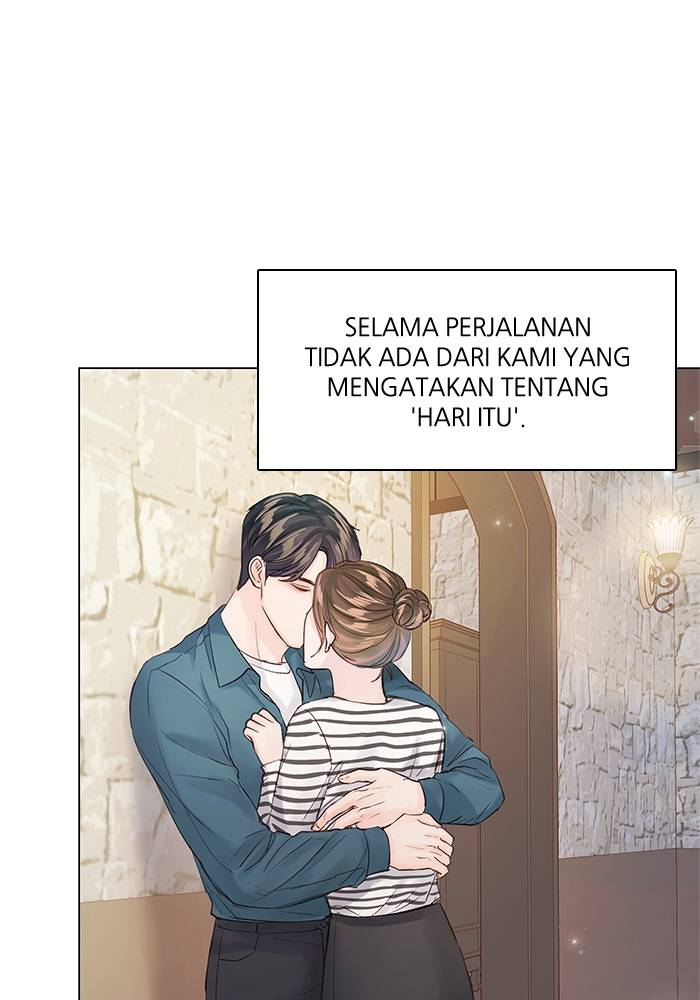 SELAMA PERJALANAN
TIDAK ADA DARI KAMI YANG
MENGATAKAN TENTANG
'HARI ITU'.